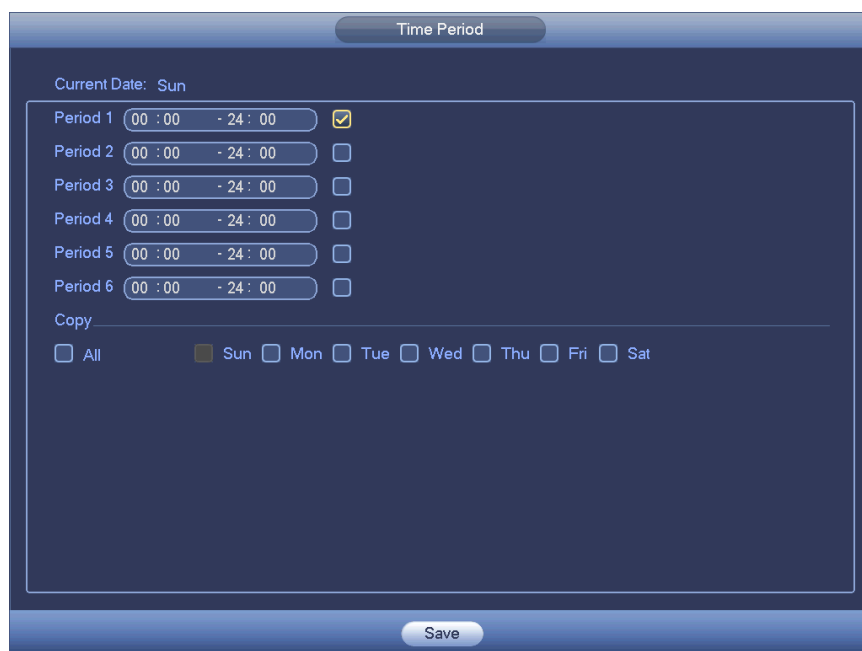 Time Period
Current Date: Sun
Period 1 00 :00 - 24 : 00
Period 2 00 :00 - 24 : 00
Period 3 00 :00 - 24 : 00
Period 4 00 :00 - 24 : 00
Period 5 00 :00 - 24 : 00
Period 6 00 :00 - 24 : 00
Copy
All Sun Mon Tue Wed Thu Fri Sat
Save